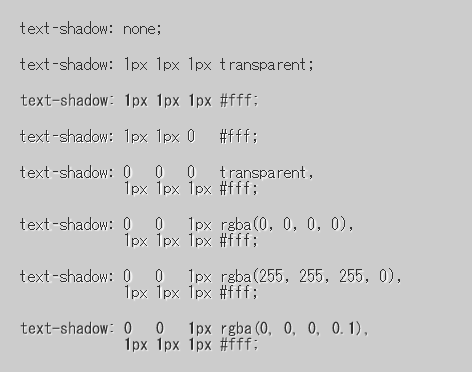 text-shadow: none;
text-shadow: 1px 1px 1px transparent;
text-shadow: 1px 1px 1px #fff;
text-shadow: 1px 1px 0 #fff;
text-shadow: 0 0 0 transparent,
1px 1px 1px #fff;
text-shadow: 0 0 1px rgba(0, 0, 0, 0),
1px 1px 1px #fff;
text-shadow: 0 0 1px rgba(255, 255, 255, 0),
1px 1px 1px #fff;
text-shadow: 0 0 1px rgba(0, 0, 0, 0.1),
1px 1px 1px #fff;